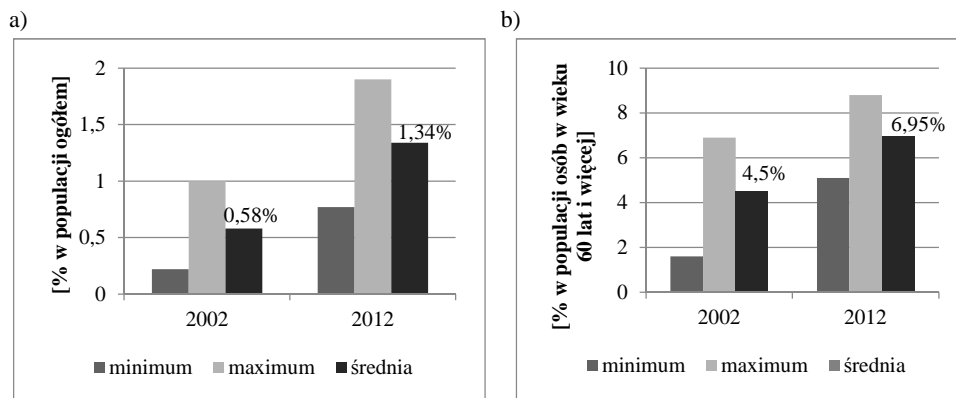 a)
[% w populacji ogółem]
2
1,5
1
0,5
0
0,58%
1,34%
2002
2012
minimum
maximum
średnia
b)
[% w populacji osób w wieku
60 lat i więcej]
10
8
6
4
2
0
4,5%
6,95%
2002
2012
minimum
maximum
średnia